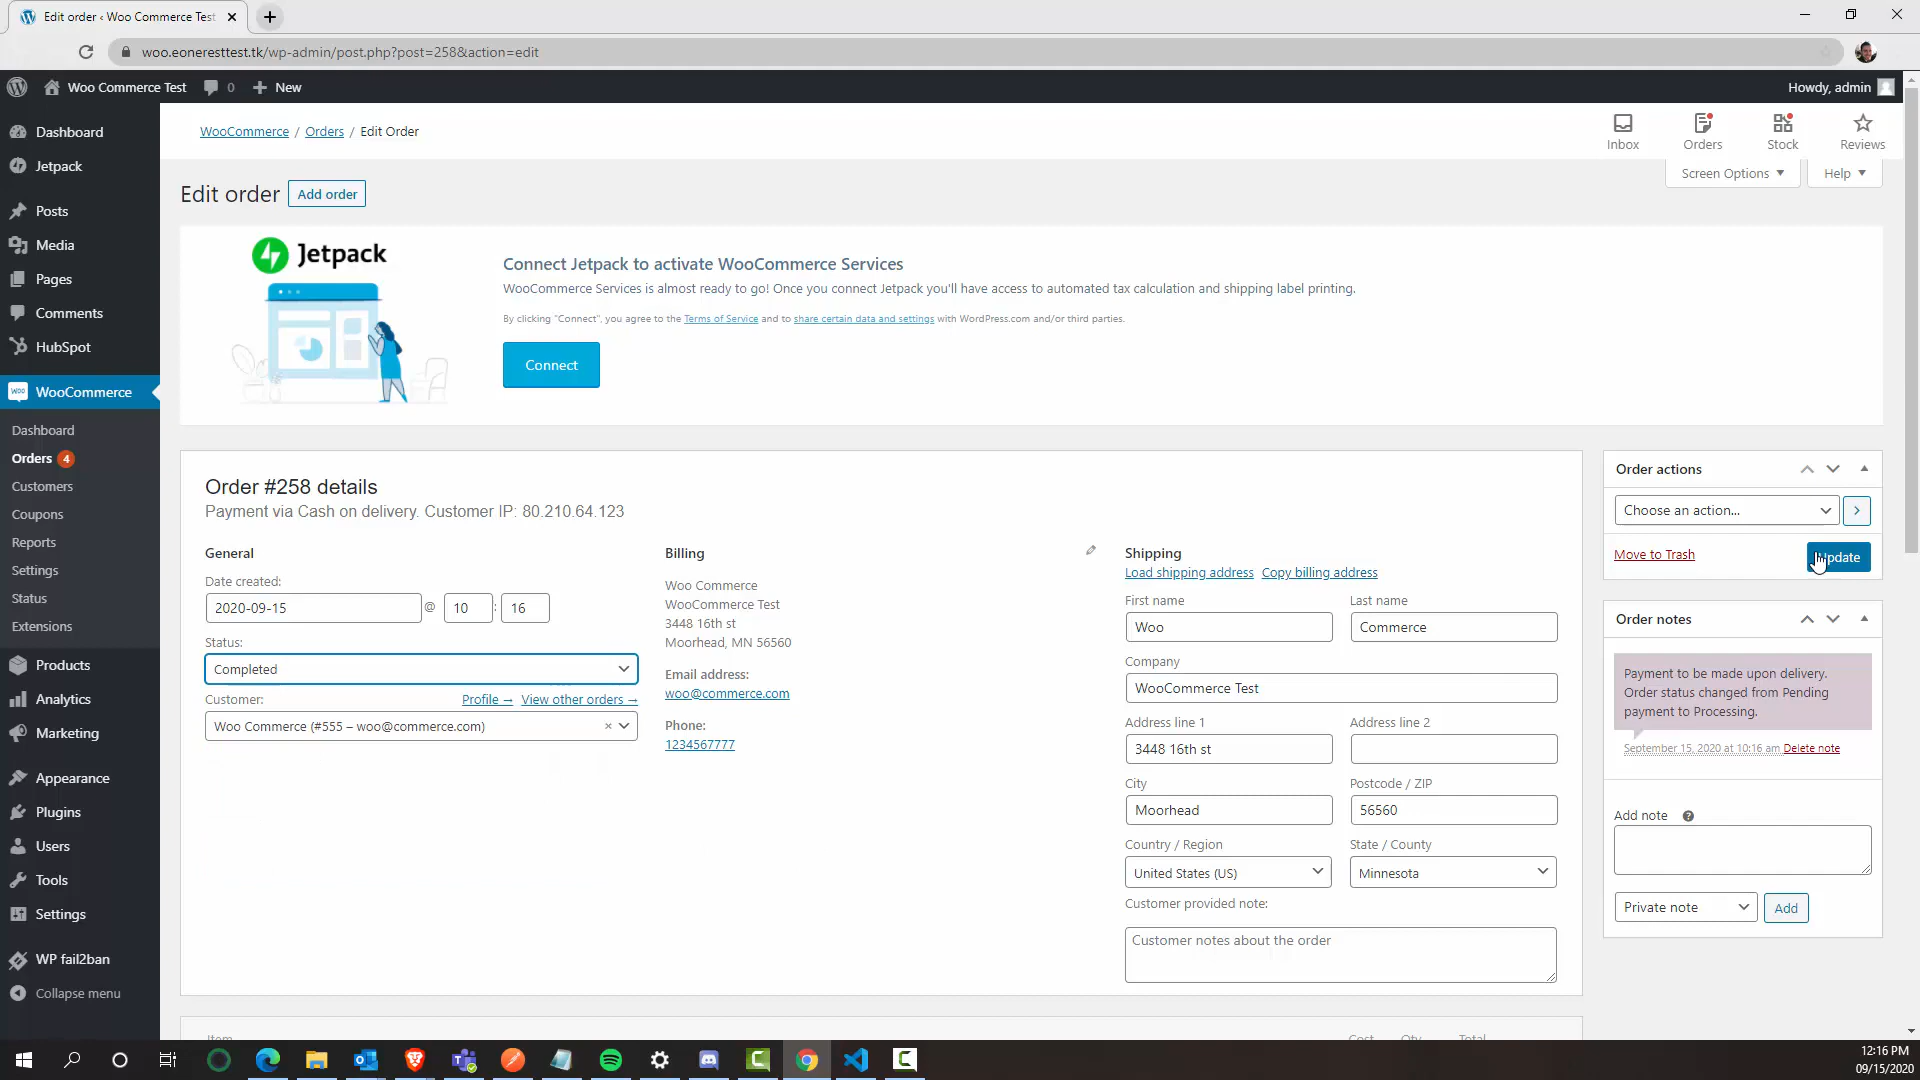 Edit order ‹ Woo Commerce Test
woo.eoneresttest.tk/wp-admin/post.php?post=258&action=edit
Woo Commerce Test
0
New
Howdy, admin
Dashboard
Jetpack
Posts
Media
Pages
Comments
HubSpot
WooCommerce
Dashboard
Orders 4
Customers
Coupons
Reports
Settings
Status
Extensions
Products
Analytics
Marketing
Appearance
Plugins
Users
Tools
Settings
WP fail2ban
Collapse menu
WooCommerce / Orders / Edit Order
Inbox
Orders
Stock
Reviews
Screen Options
Help
Edit order
Add order
Jetpack
Connect Jetpack to activate WooCommerce Services
WooCommerce Services is almost ready to go! Once you connect Jetpack you'll have access to automated tax calculation and shipping label printing.
By clicking "Connect", you agree to the Terms of Service and to share certain data and settings with WordPress.com and/or third parties.
Connect
Order #258 details
Payment via Cash on delivery. Customer IP: 80.210.64.123
General
Date created:
2020-09-15 @ 10 : 16
Status:
Completed
Customer:
Profile →
View other orders →
Woo Commerce (#555 – woo@commerce.com)
×
Billing
Woo Commerce
WooCommerce Test
3448 16th st
Moorhead, MN 56560
Email address:
woo@commerce.com
Phone:
1234567777
Shipping
Load shipping address
Copy billing address
First name
Last name
Woo
Commerce
Company
WooCommerce Test
Address line 1
Address line 2
3448 16th st
City
Postcode / ZIP
Moorhead
56560
Country / Region
State / County
United States (US)
Minnesota
Customer provided note:
Customer notes about the order
Order actions
Choose an action...
Move to Trash
Update
Order notes
Payment to be made upon delivery.
Order status changed from Pending
payment to Processing.
September 15, 2020 at 10:16 am Delete note
Add note
Private note
Add
Item
Cost
Qty
Total
12:16 PM
09/15/2020